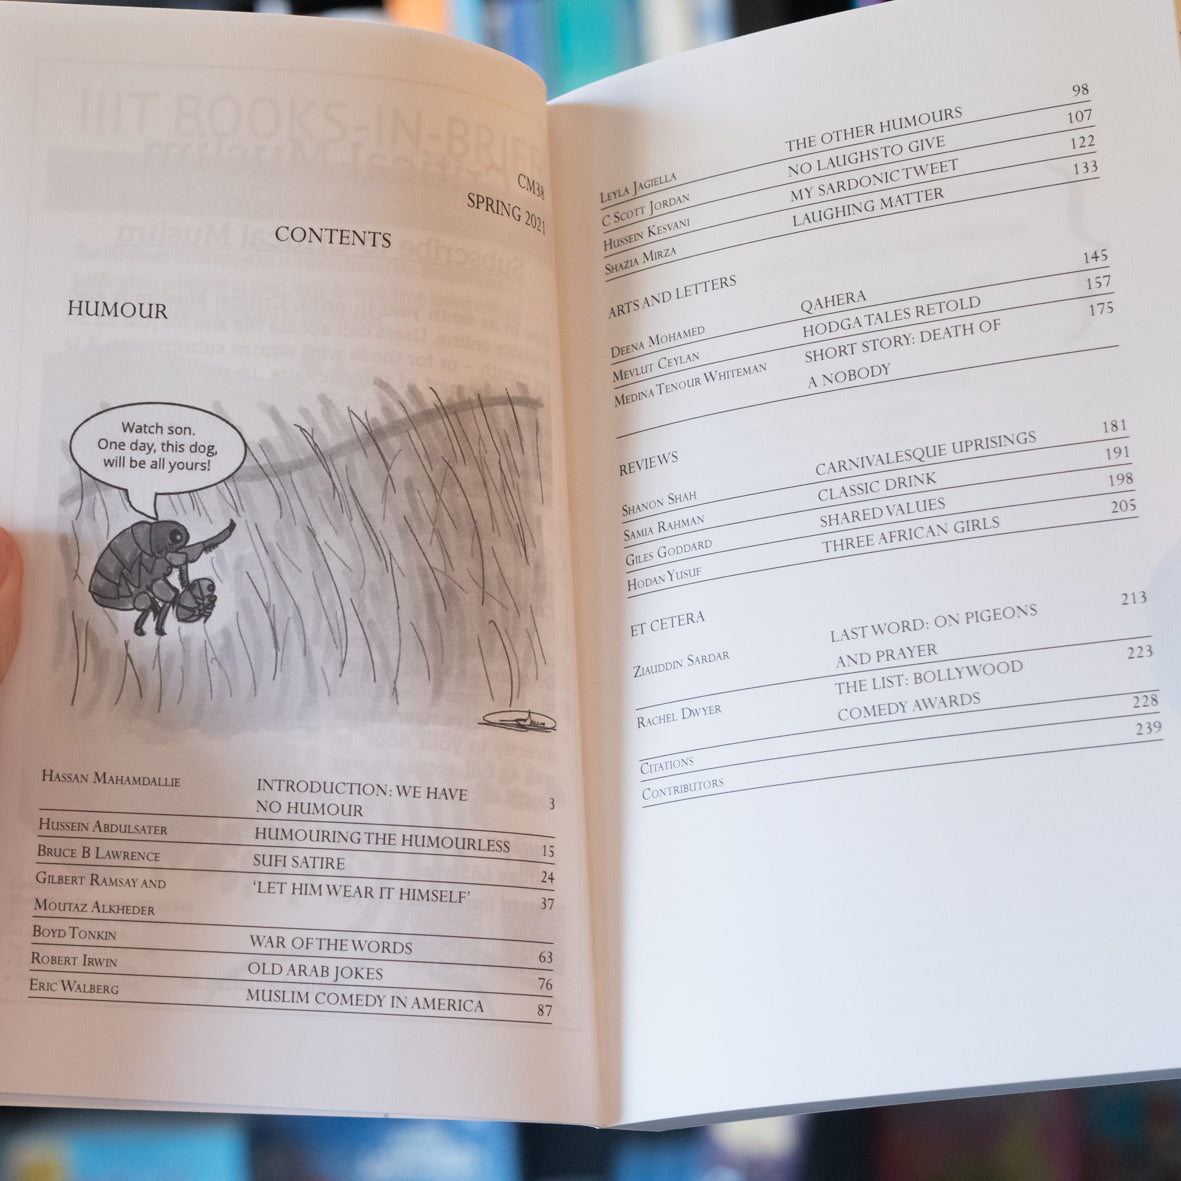 CM38
SPRING 2021
CONTENTS
HUMOUR
Watch son.
One day, this dog,
will be all yours!
HASSAN MAHAMDALLIE INTRODUCTION: WE HAVE
NO HUMOUR 3
HUSSEIN ABDULSATER HUMOURING THE HUMOURLESS 15
BRUCE B LAWRENCE SUFI SATIRE 24
GILBERT RAMSAY AND 'LET HIM WEAR IT HIMSELF' 37
MOUTAZ ALKHEDER
BOYD TONKIN WAR OF THE WORDS 63
ROBERT IRWIN OLD ARAB JOKES 76
ERIC WALBERG MUSLIM COMEDY IN AMERICA 87
LEYLA JAGIELLA THE OTHER HUMOURS 98
C SCOTT JORDAN NO LAUGHS TO GIVE 107
HUSSEIN KESVANI MY SARDONIC TWEET 122
SHAZIA MIRZA LAUGHING MATTER 133
ARTS AND LETTERS
DEENA MOHAMED QAHERA 145
MEVLUT CEYLAN HODGA TALES RETOLD 157
MEDINA TENOUR WHITEMAN SHORT STORY: DEATH OF 175
A NOBODY
REVIEWS
SHANON SHAH CARNIVALESQUE UPRISINGS 181
SAMIA RAHMAN CLASSIC DRINK 191
GILES GODDARD SHARED VALUES 198
HODAN YUSUF THREE AFRICAN GIRLS 205
ET CETERA
ZIAUDDIN SARDAR LAST WORD: ON PIGEONS 213
AND PRAYER
RACHEL DWYER THE LIST: BOLLYWOOD 223
COMEDY AWARDS
CITATIONS 228
CONTRIBUTORS 239